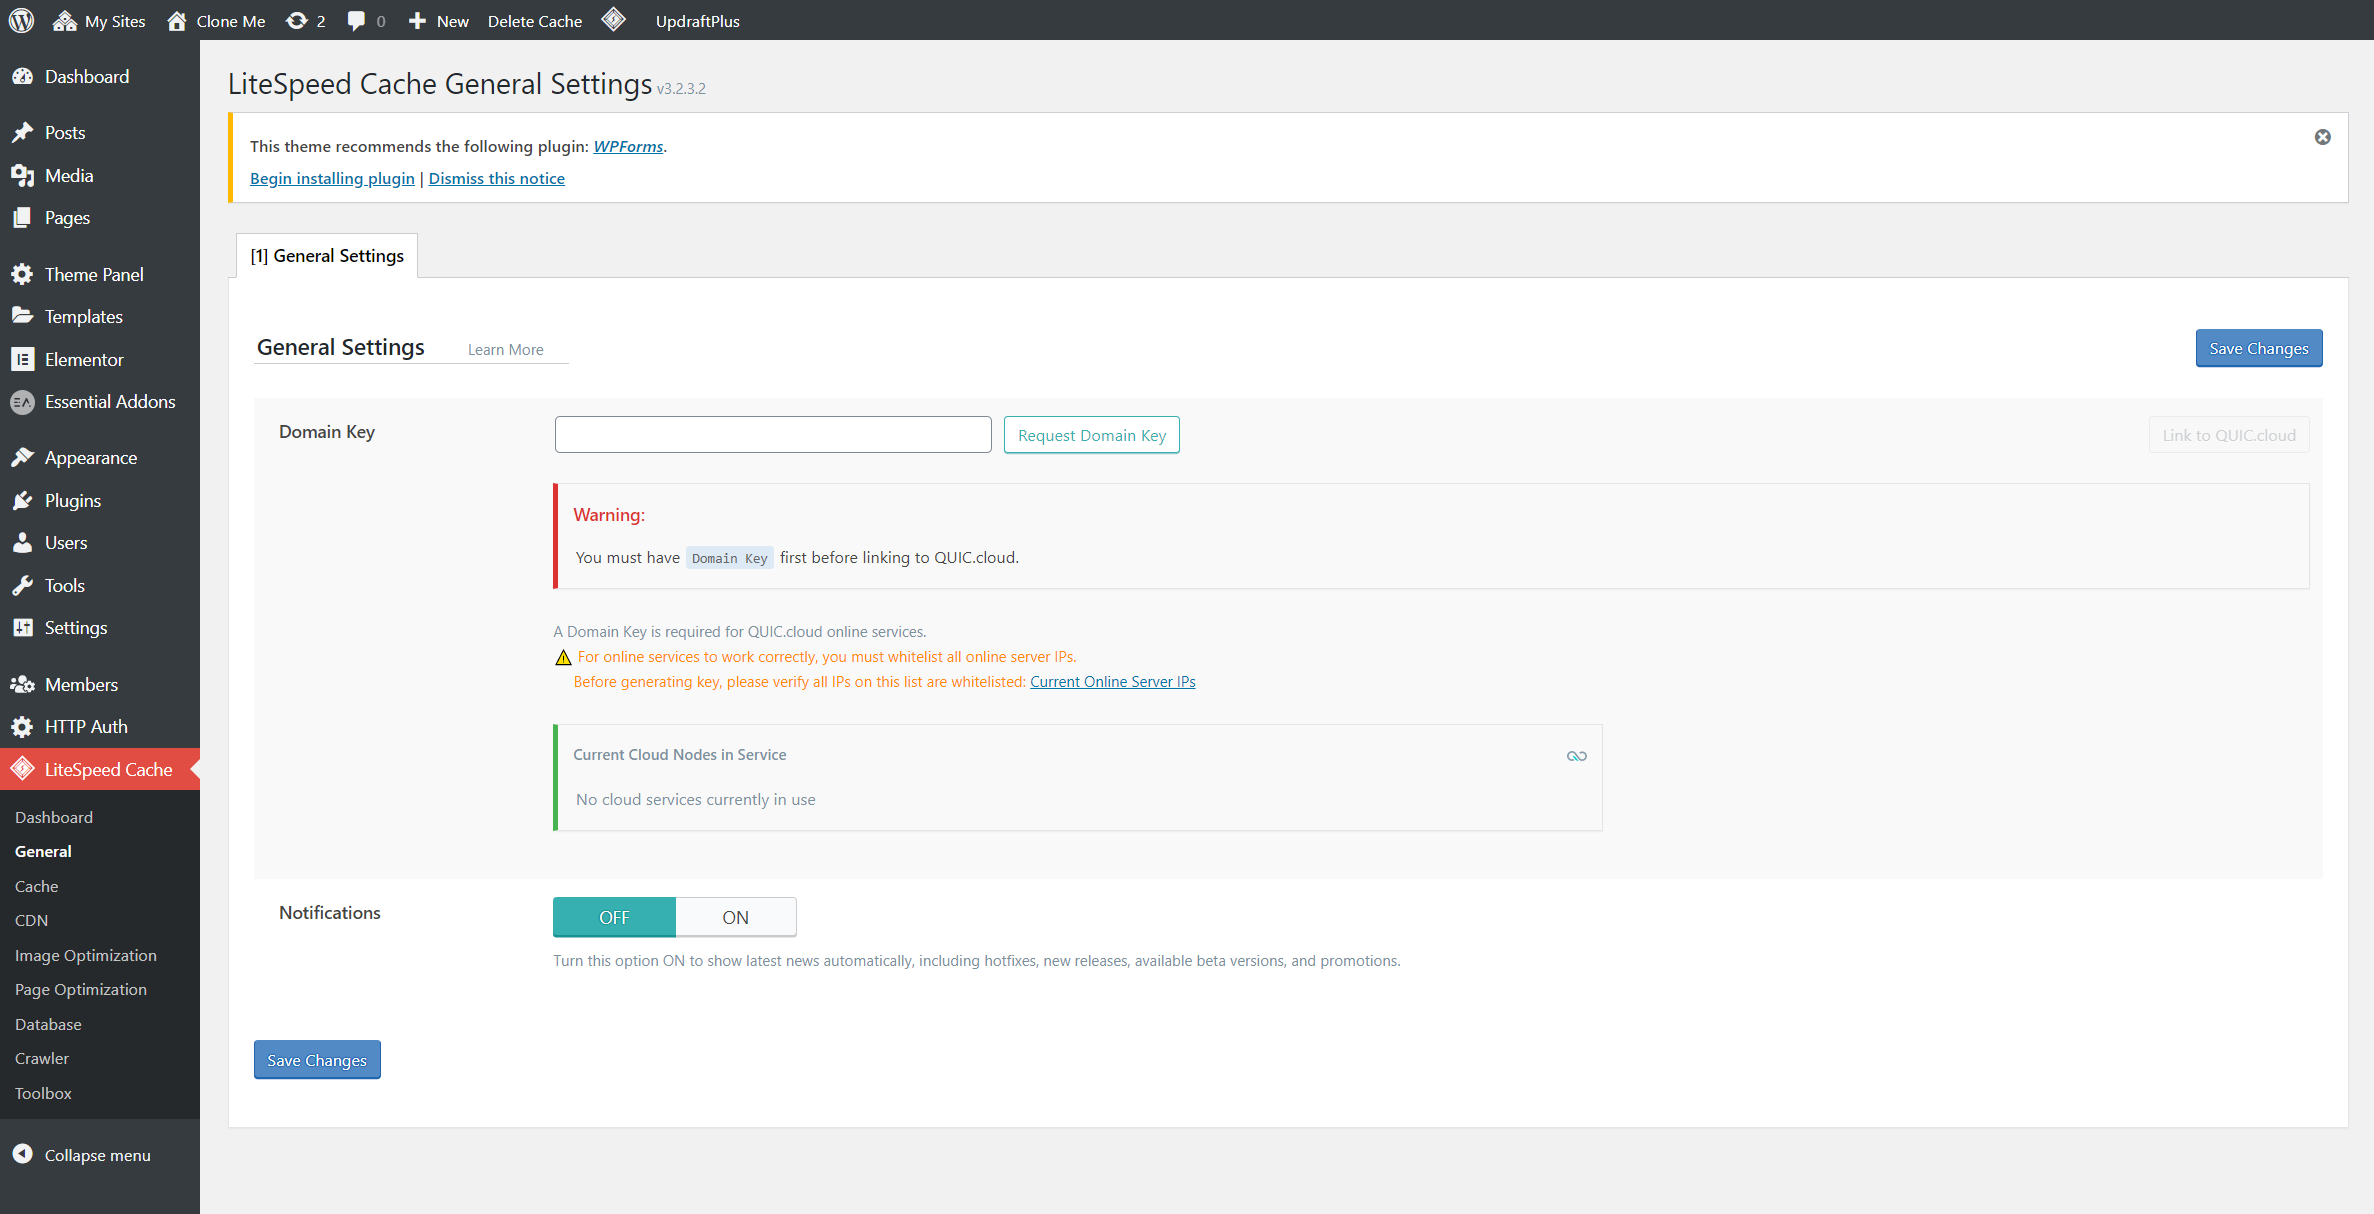 My Sites Clone Me 2 0 New Delete Cache UpdraftPlus
Dashboard
Posts
Media
Pages
Theme Panel
Templates
Elementor
Essential Addons
Appearance
Plugins
Users
Tools
Settings
Members
HTTP Auth
LiteSpeed Cache
Dashboard
General
Cache
CDN
Image Optimization
Page Optimization
Database
Crawler
Toolbox
Collapse menu
LiteSpeed Cache General Settings v3.2.3.2
This theme recommends the following plugin: WPForms.
Begin installing plugin | Dismiss this notice
[1] General Settings
General Settings Learn More
Save Changes
Domain Key
Request Domain Key
Link to QUIC.cloud
Warning:
You must have Domain Key first before linking to QUIC.cloud.
A Domain Key is required for QUIC.cloud online services.
For online services to work correctly, you must whitelist all online server IPs.
Before generating key, please verify all IPs on this list are whitelisted: Current Online Server IPs
Current Cloud Nodes in Service
No cloud services currently in use
Notifications
OFF ON
Turn this option ON to show latest news automatically, including hotfixes, new releases, available beta versions, and promotions.
Save Changes